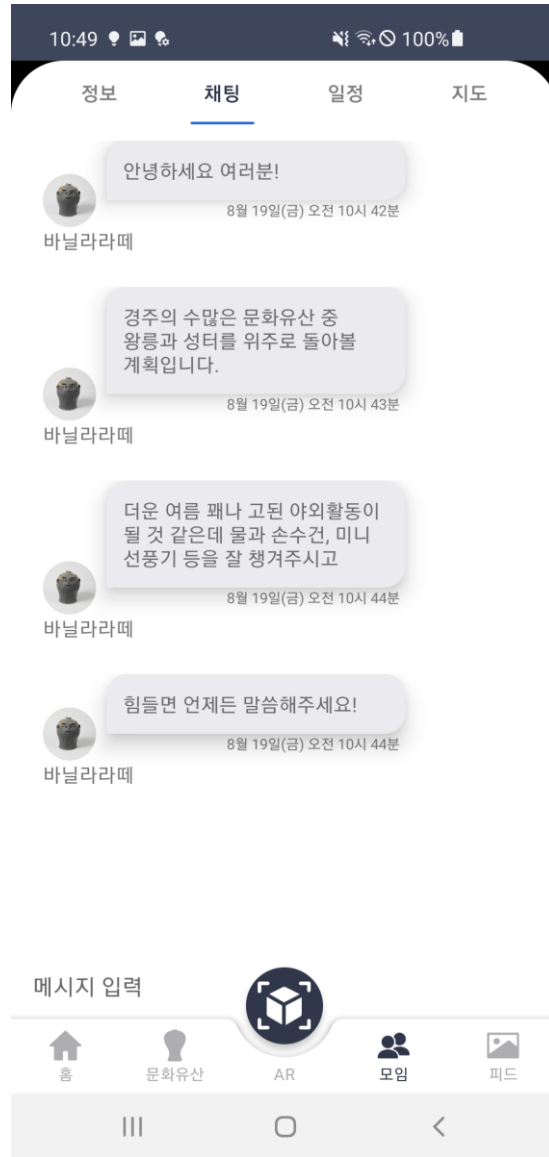 10:49 100%
정보 채팅 일정 지도
안녕하세요 여러분!
8월 19일(금) 오전 10시 42분
바닐라라떼
경주의 수많은 문화유산 중
왕릉과 성터를 위주로 돌아볼
계획입니다.
8월 19일(금) 오전 10시 43분
바닐라라떼
더운 여름 꽤나 고된 야외활동이
될 것 같은데 물과 손수건, 미니
선풍기 등을 잘 챙겨주시고
8월 19일(금) 오전 10시 44분
바닐라라떼
힘들면 언제든 말씀해주세요!
8월 19일(금) 오전 10시 44분
바닐라라떼
메시지 입력
홈 문화유산 AR 모임 피드